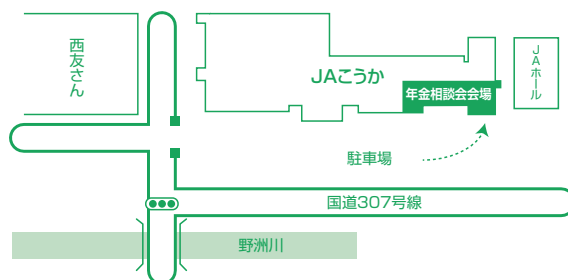 西友さん
JAこうか
年金相談会会場
JAホール
駐車場
国道307号線
野洲川